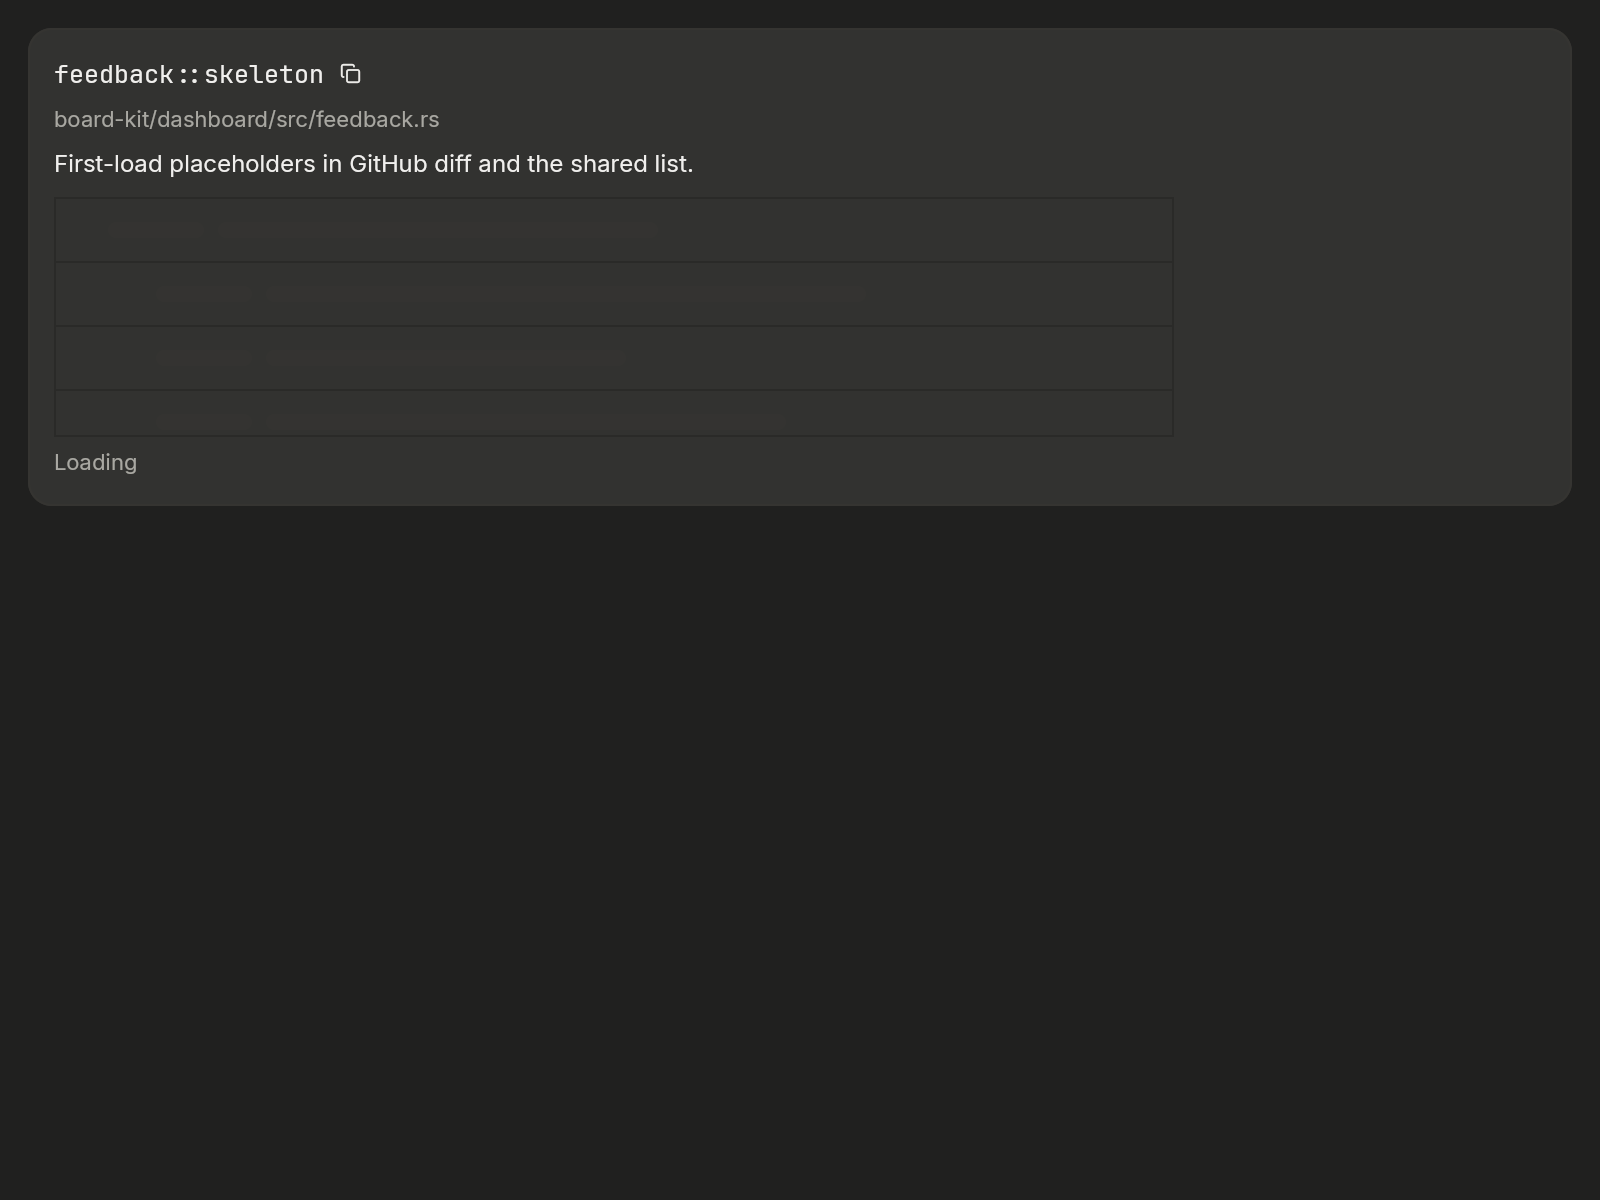 feedback::skeleton
board-kit/dashboard/src/feedback.rs
First-load placeholders in GitHub diff and the shared list.
Loading